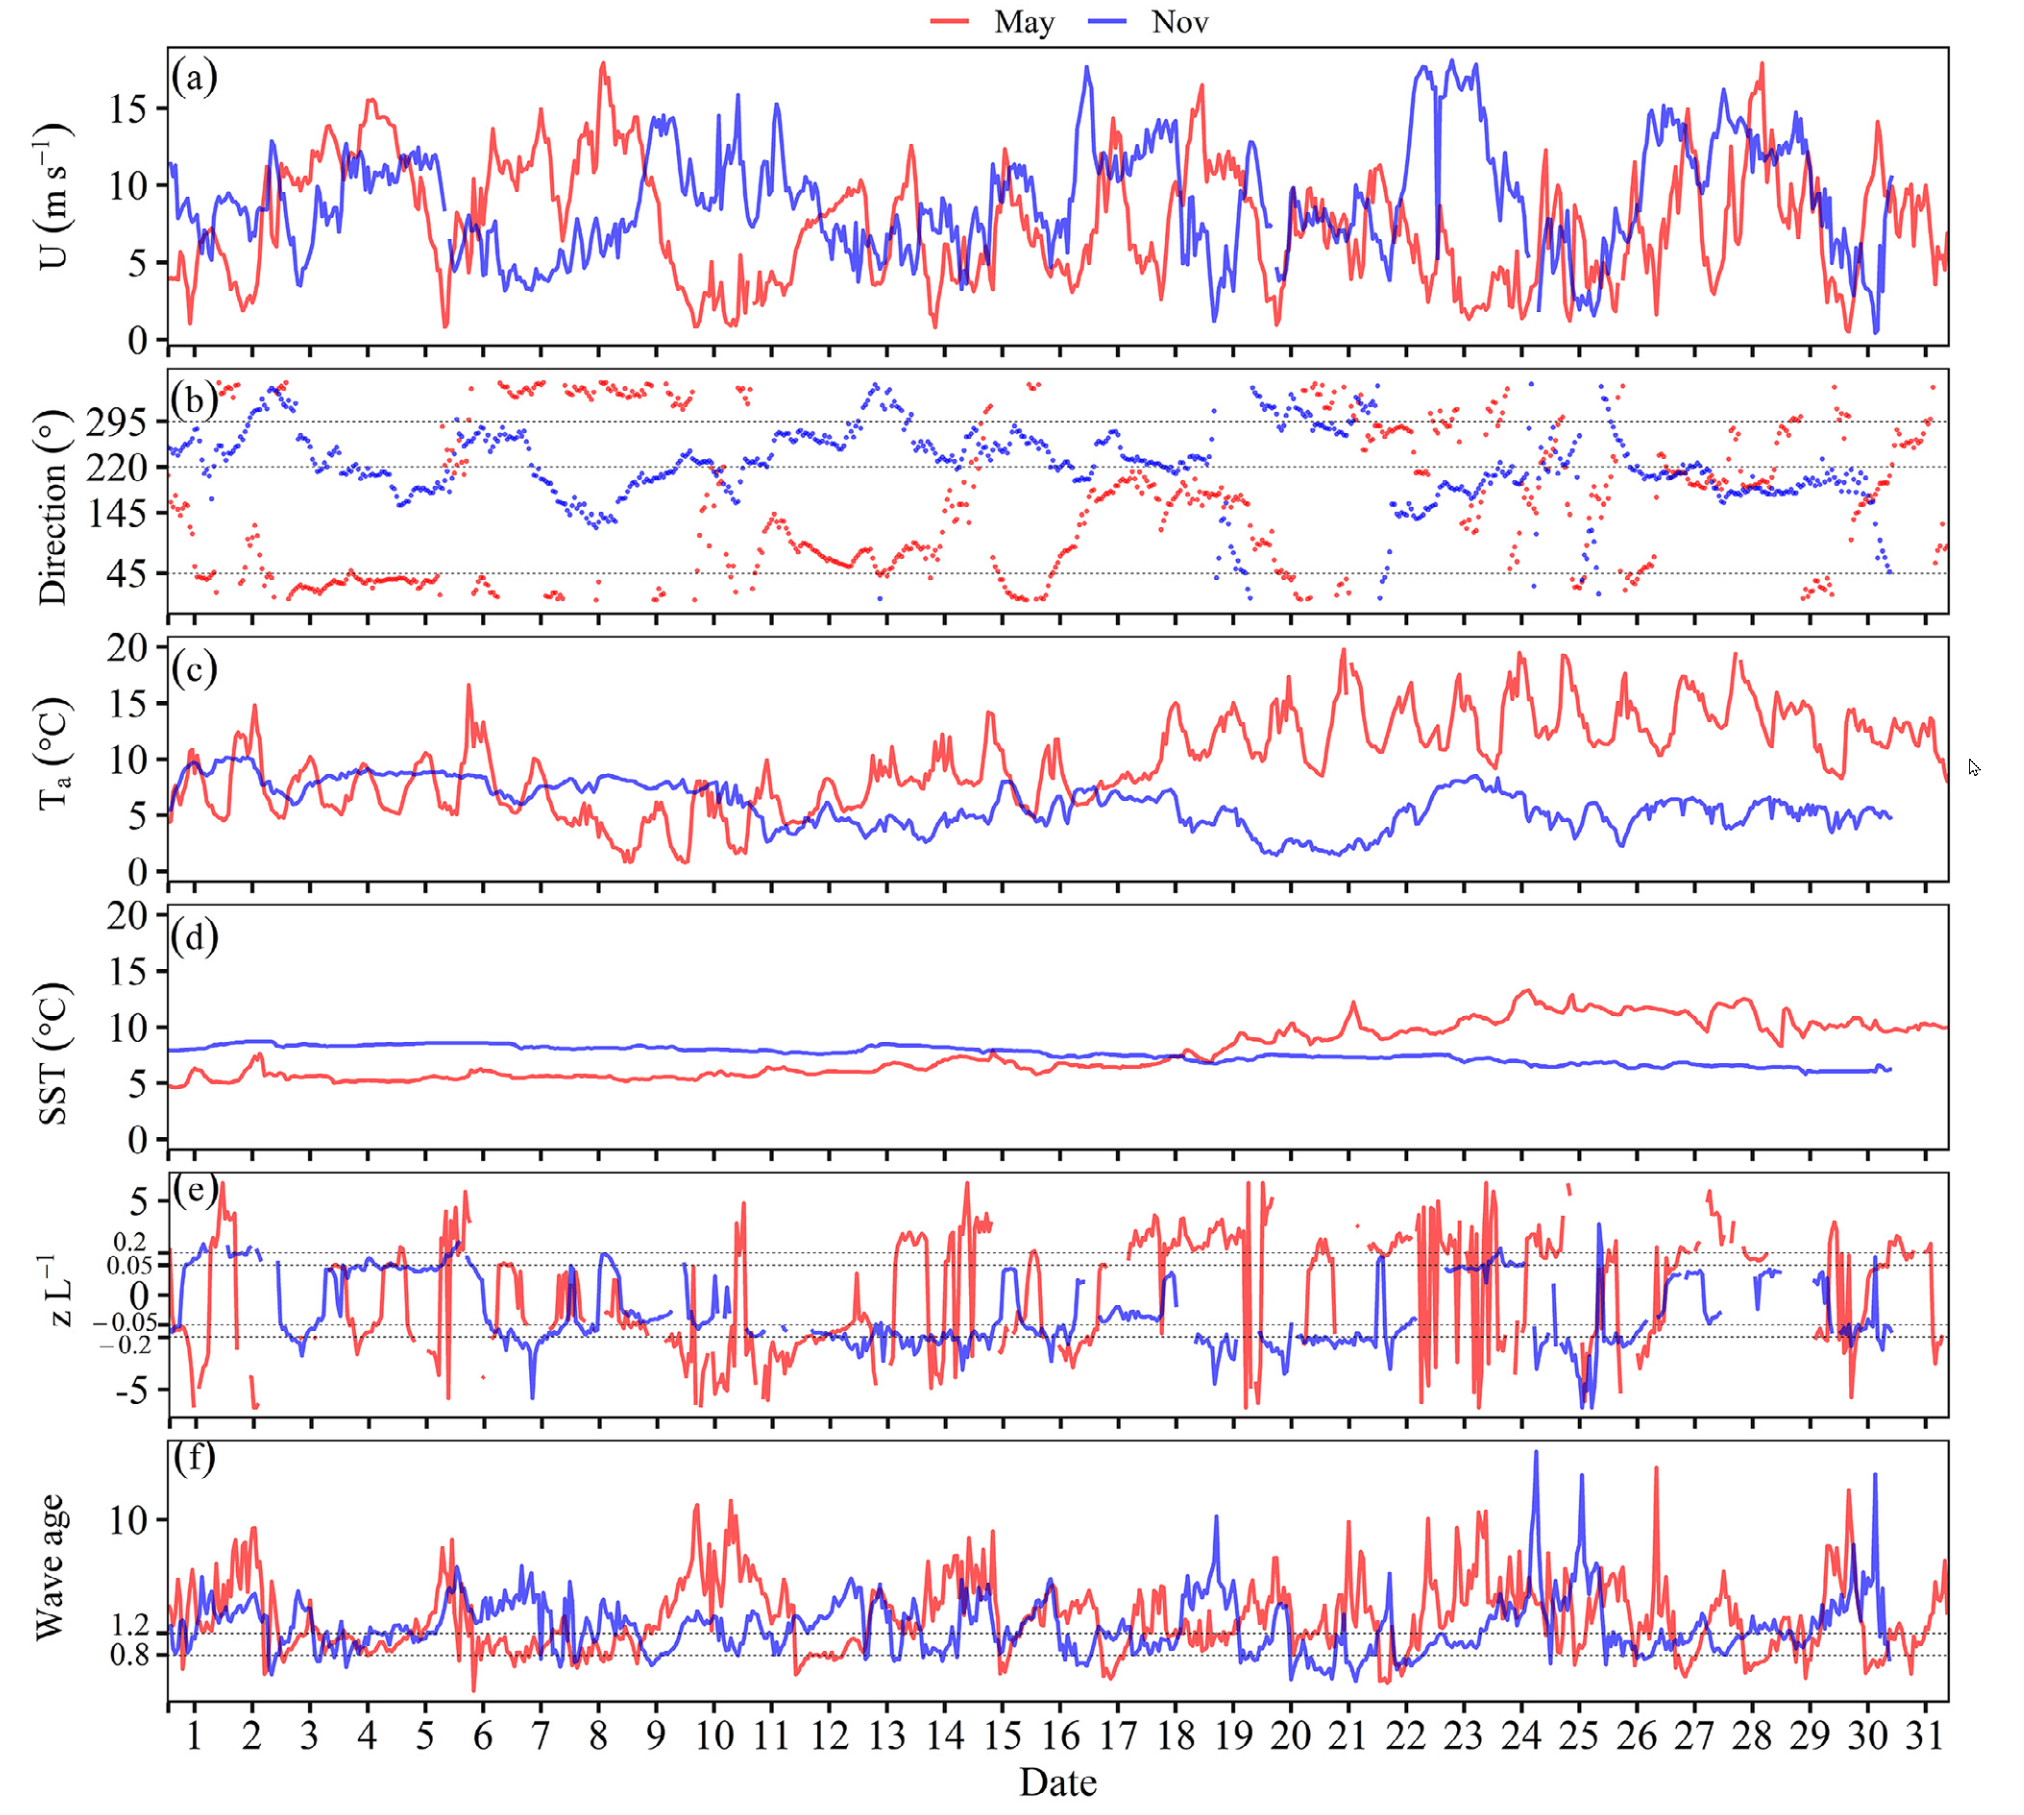 May Nov
(a)
15
10
5
0
U (m s⁻¹)
(b)
295
220
145
45
Direction (°)
(c)
20
15
10
5
0
Tₐ (°C)
(d)
20
15
10
5
0
SST (°C)
(e)
5
0.2
0.05
0
−0.05
−0.2
-5
z L⁻¹
(f)
10
1.2
0.8
Wave age
1 2 3 4 5 6 7 8 9 10 11 12 13 14 15 16 17 18 19 20 21 22 23 24 25 26 27 28 29 30 31
Date